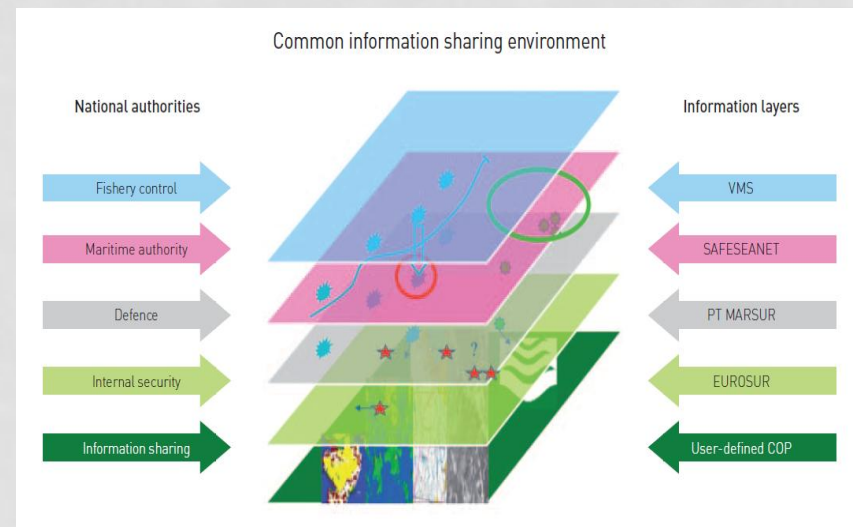 Common information sharing environment
National authorities
Information layers
Fishery control
VMS
Maritime authority
SAFESEANET
Defence
PT MARSUR
Internal security
EUROSUR
?
Information sharing
User-defined COP